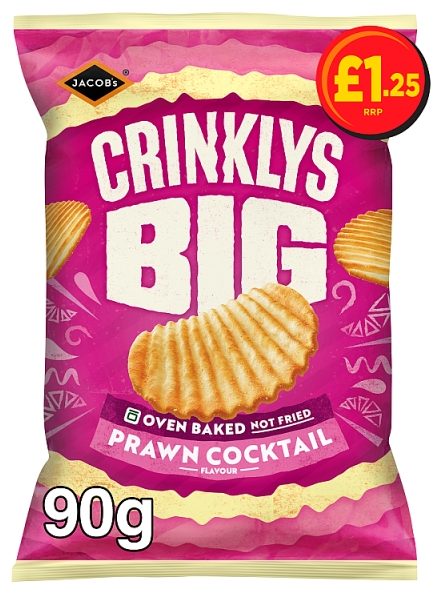 JACOB's®
£1.25
RRP
CRINKLYS
BIG
OVEN BAKED NOT FRIED
PRAWN COCKTAIL
FLAVOUR
90g